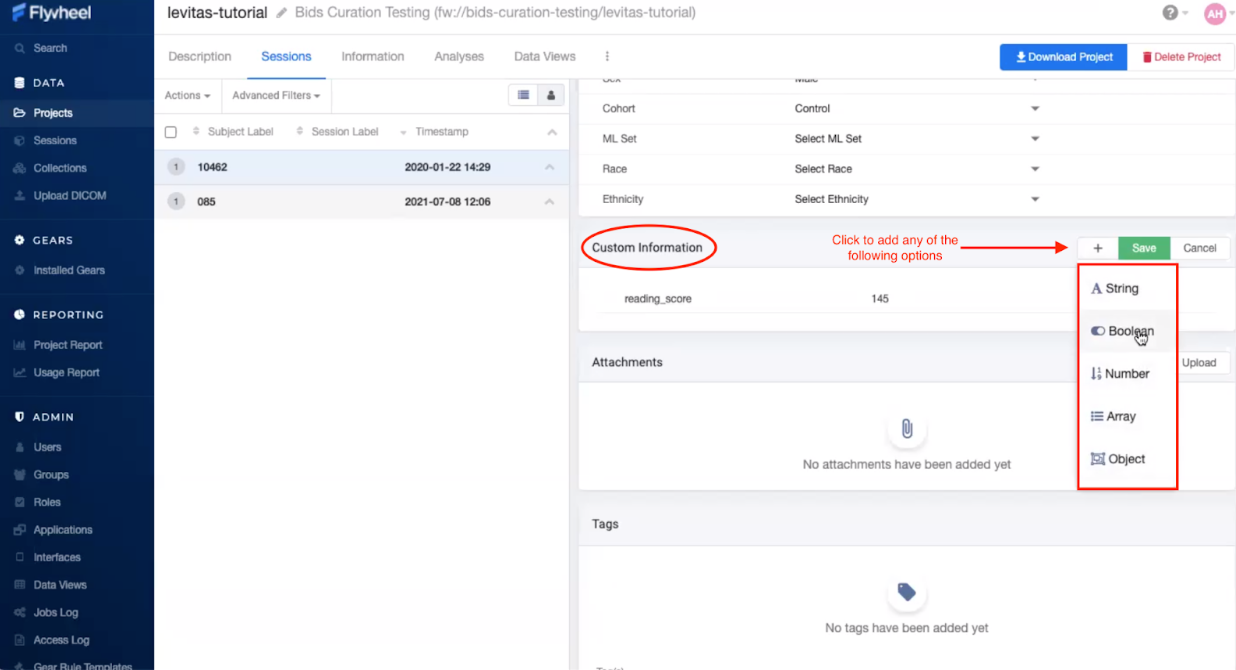 Flywheel
levitas-tutorial Bids Curation Testing (fw://bids-curation-testing/levitas-tutorial)
AH
Search
DATA
Projects
Sessions
Collections
Upload DICOM
GEARS
Installed Gears
REPORTING
Project Report
Usage Report
ADMIN
Users
Groups
Roles
Applications
Interfaces
Data Views
Jobs Log
Access Log
Gear Rule Templates
Description Sessions Information Analyses Data Views
Download Project Delete Project
Actions Advanced Filters
Subject Label Session Label Timestamp
1 10462 2020-01-22 14:29
1 085 2021-07-08 12:06
Sex Male
Cohort Control
ML Set Select ML Set
Race Select Race
Ethnicity Select Ethnicity
Custom Information
Click to add any of the
following options
+ Save Cancel
reading_score 145
String
Boolean
Number
Array
Object
Attachments
Upload
No attachments have been added yet
Tags
No tags have been added yet